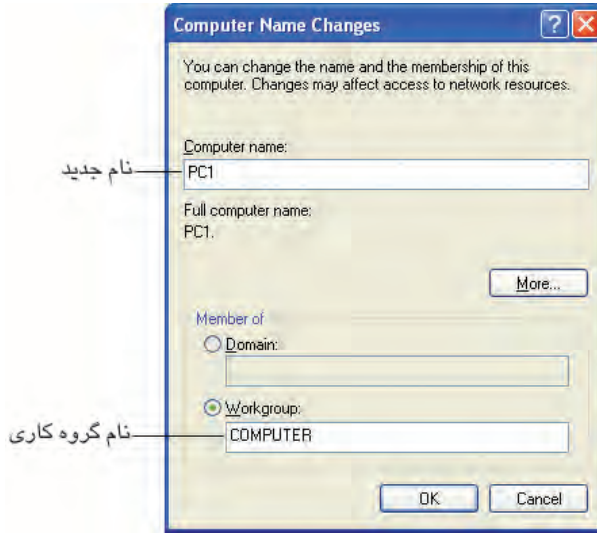 Computer Name Changes
You can change the name and the membership of this
computer. Changes may affect access to network resources.
Computer name:
نام جدید
PC1
Full computer name:
PC1.
More...
Member of
Domain:
Workgroup:
نام گروه کاری
COMPUTER
OK
Cancel